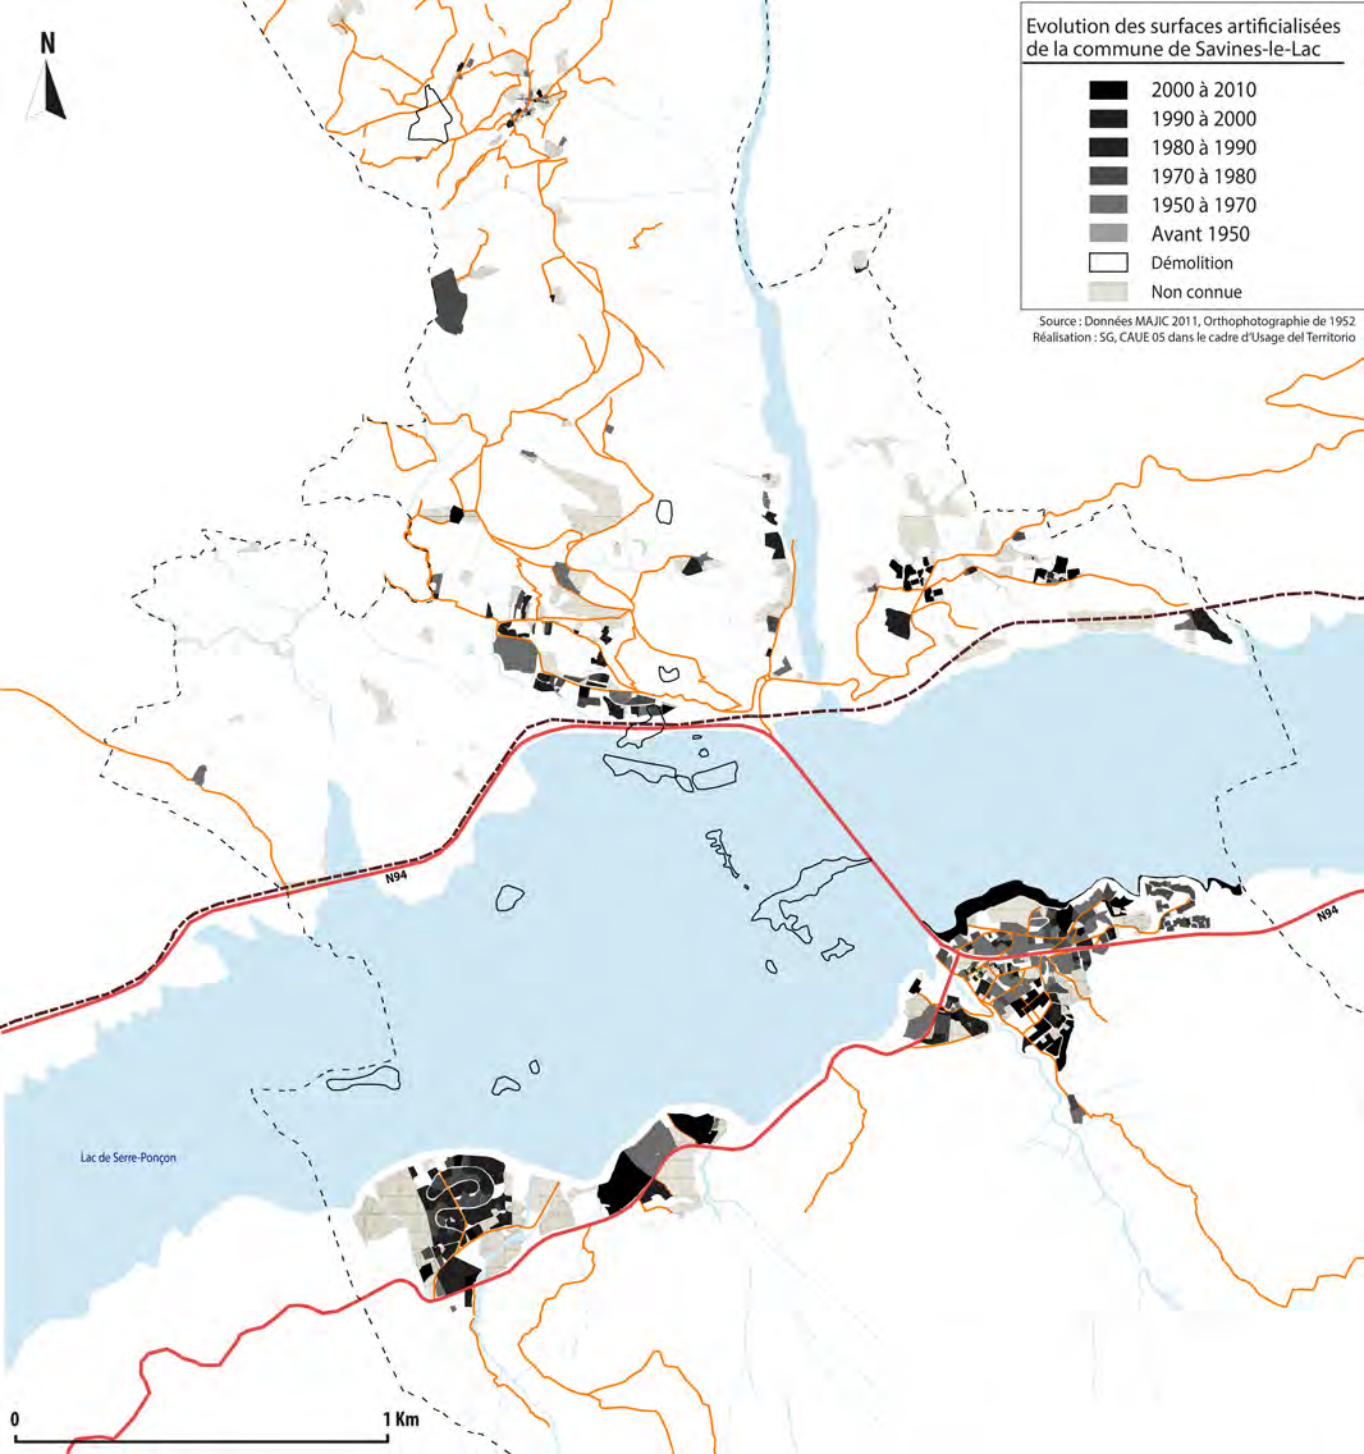 N
Evolution des surfaces artificialisées
de la commune de Savines-le-Lac
2000 à 2010
1990 à 2000
1980 à 1990
1970 à 1980
1950 à 1970
Avant 1950
Démolition
Non connue
Source : Données MAJIC 2011, Orthophotographie de 1952
Réalisation : SG, CAUE 05 dans le cadre d'Usage del Territorio
N94
N94
Lac de Serre-Ponçon
0 1 Km